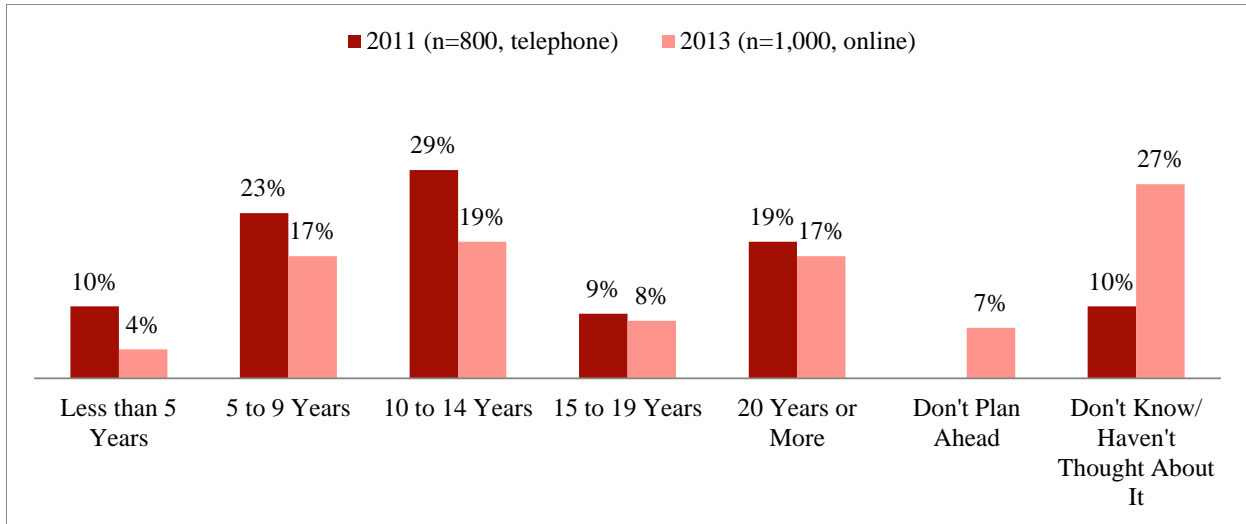 2011 (n=800, telephone) 2013 (n=1,000, online)
29%
27%
23%
19%
19%
17%
17%
10%
10%
9%
8%
7%
4%
Less than 5
Years
5 to 9 Years
10 to 14 Years
15 to 19 Years
20 Years or
More
Don't Plan
Ahead
Don't Know/
Haven't
Thought About
It